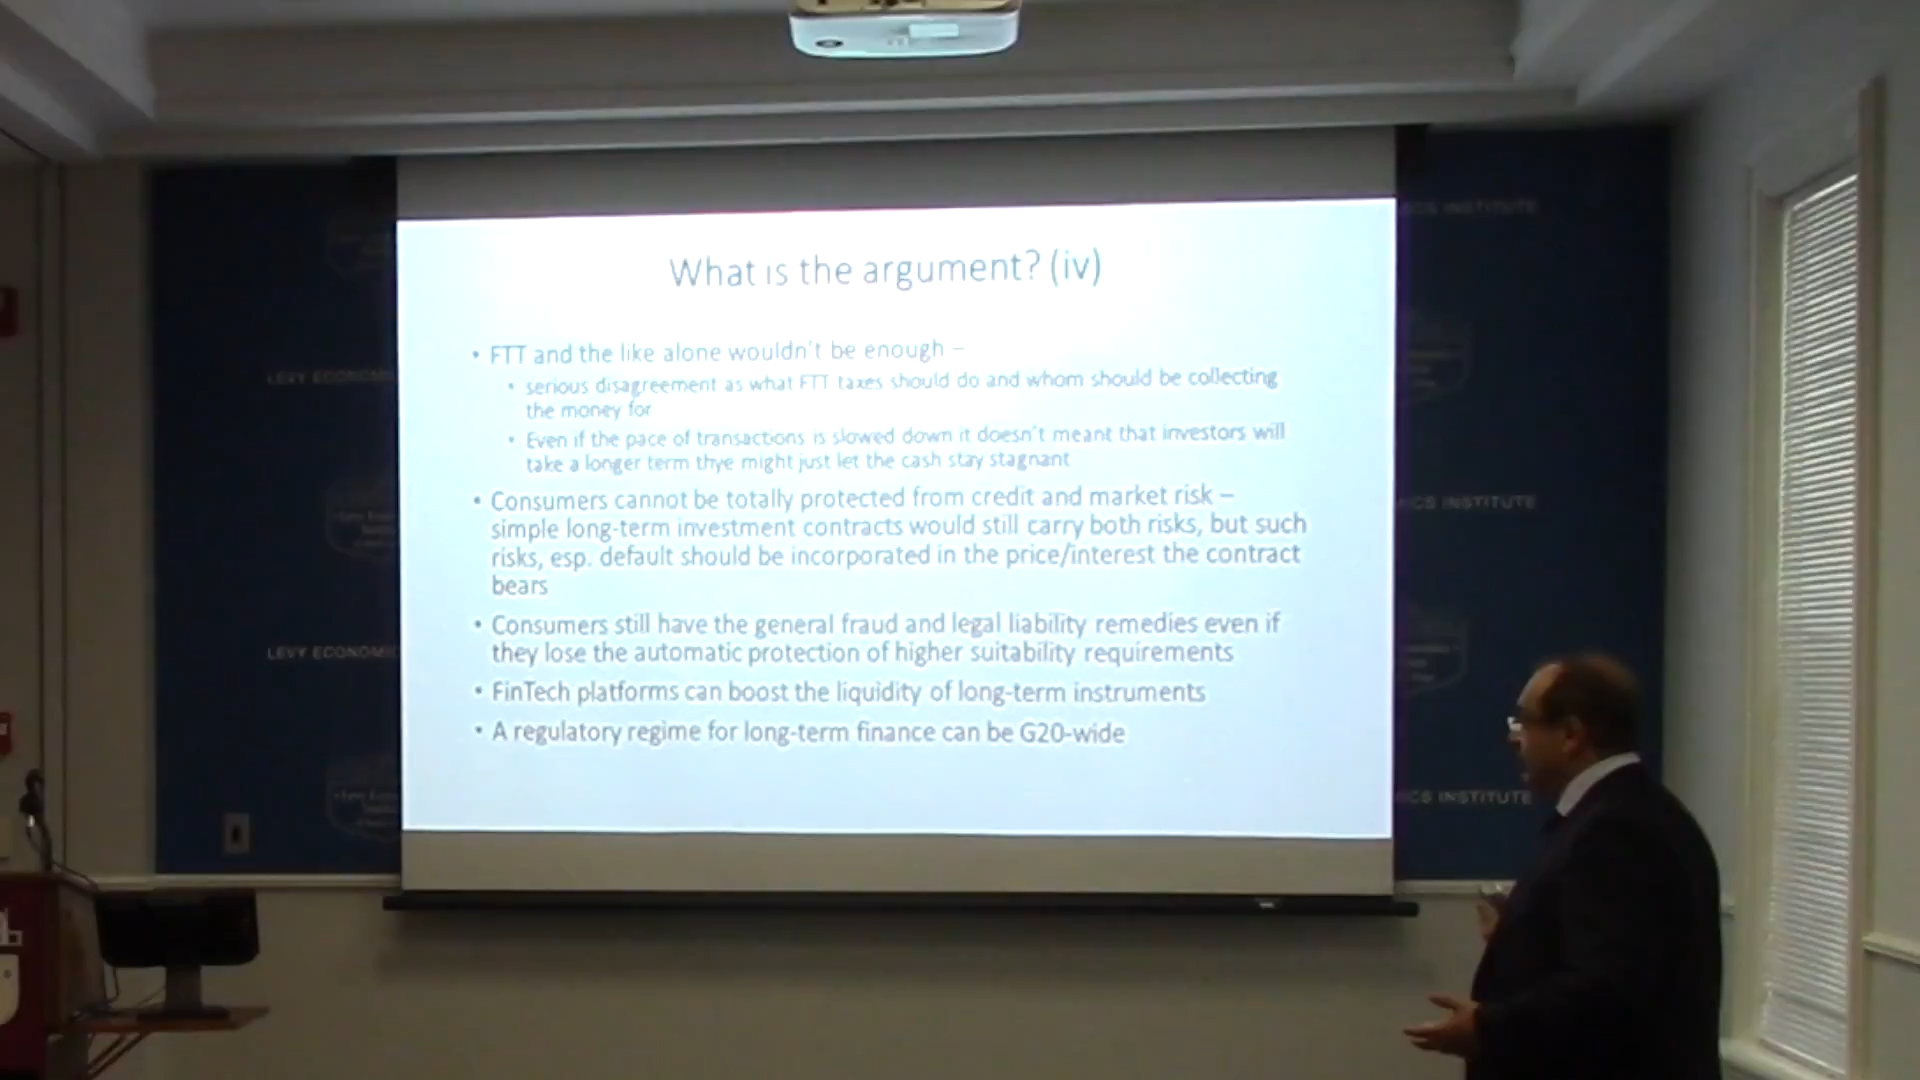 What is the argument? (iv)
• FTT and the like alone wouldn't be enough –
• serious disagreement as what FTT taxes should do and whom should be collecting
the money for
• Even if the pace of transactions is slowed down it doesn't meant that investors will
take a longer term thye might just let the cash stay stagnant
• Consumers cannot be totally protected from credit and market risk –
simple long-term investment contracts would still carry both risks, but such
risks, esp. default should be incorporated in the price/interest the contract
bears
• Consumers still have the general fraud and legal liability remedies even if
they lose the automatic protection of higher suitability requirements
• FinTech platforms can boost the liquidity of long-term instruments
• A regulatory regime for long-term finance can be G20-wide
LEVY ECONOMI
LEVY ECONOMI
ICS INSTITUTE
ICS INSTITUTE
ICS INSTITUTE